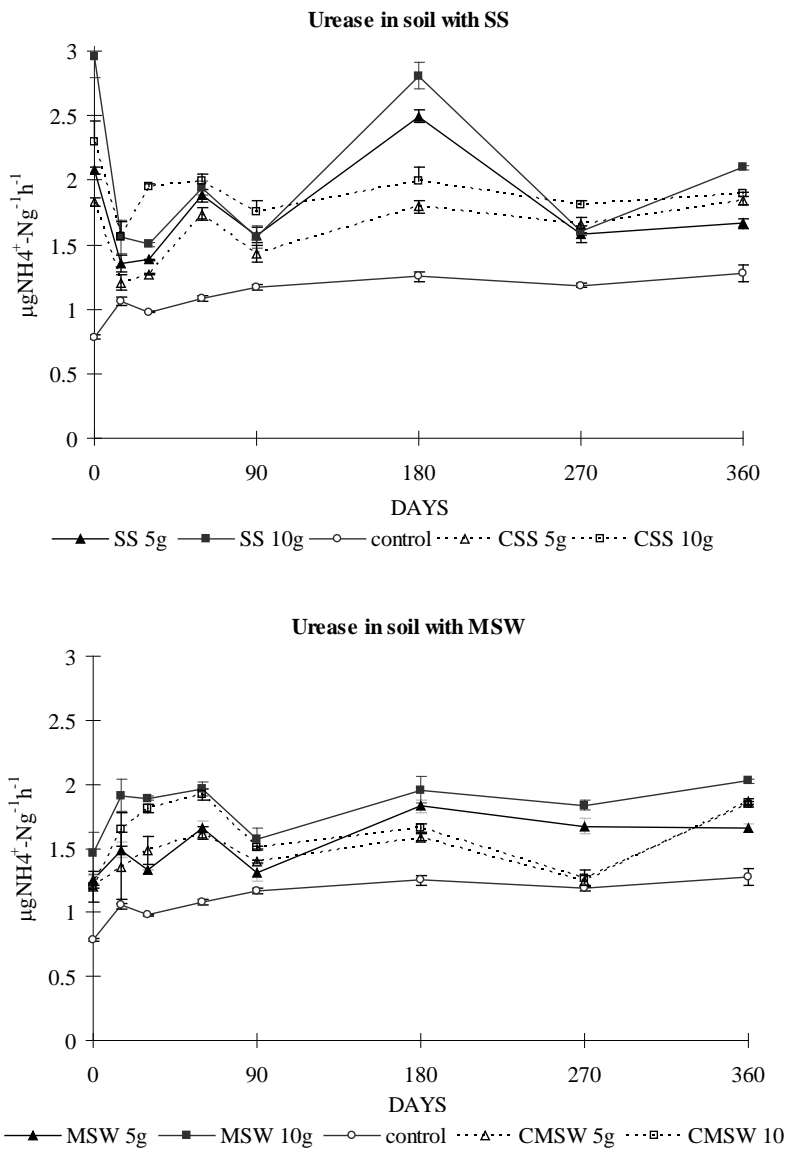 Urease in soil with SS
3
2.5
2
1.5
1
0.5
0
µgNH4⁺-Ng⁻¹h⁻¹
0 90 180 270 360
DAYS
SS 5g SS 10g control CSS 5g CSS 10g
Urease in soil with MSW
3
2.5
2
1.5
1
0.5
0
µgNH4⁺-Ng⁻¹h⁻¹
0 90 180 270 360
DAYS
MSW 5g MSW 10g control CMSW 5g CMSW 10